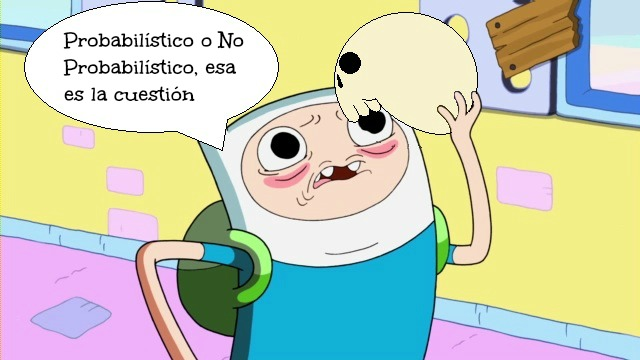 Probabilístico o No
Probabilístico, esa
es la cuestión